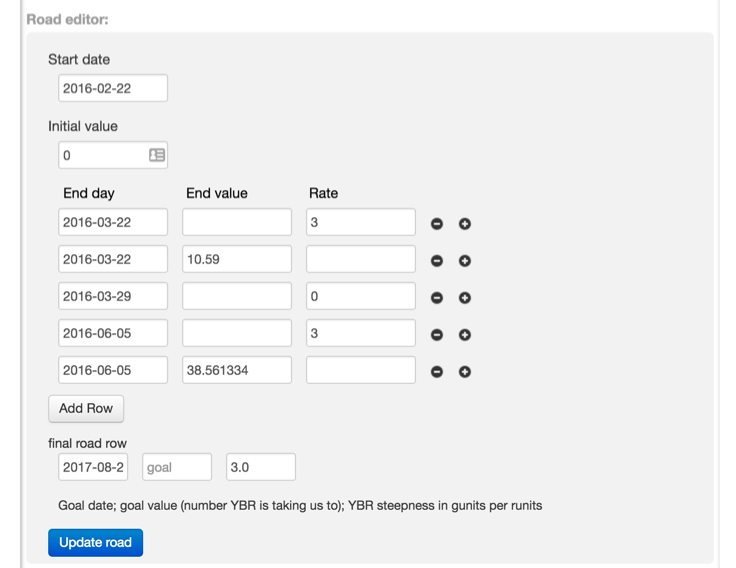 Road editor:
Start date
2016-02-22
Initial value
0
End day End value Rate
2016-03-22 3
2016-03-22 10.59
2016-03-29 0
2016-06-05 3
2016-06-05 38.561334
Add Row
final road row
2017-08-2 goal 3.0
Goal date; goal value (number YBR is taking us to); YBR steepness in gunits per runits
Update road